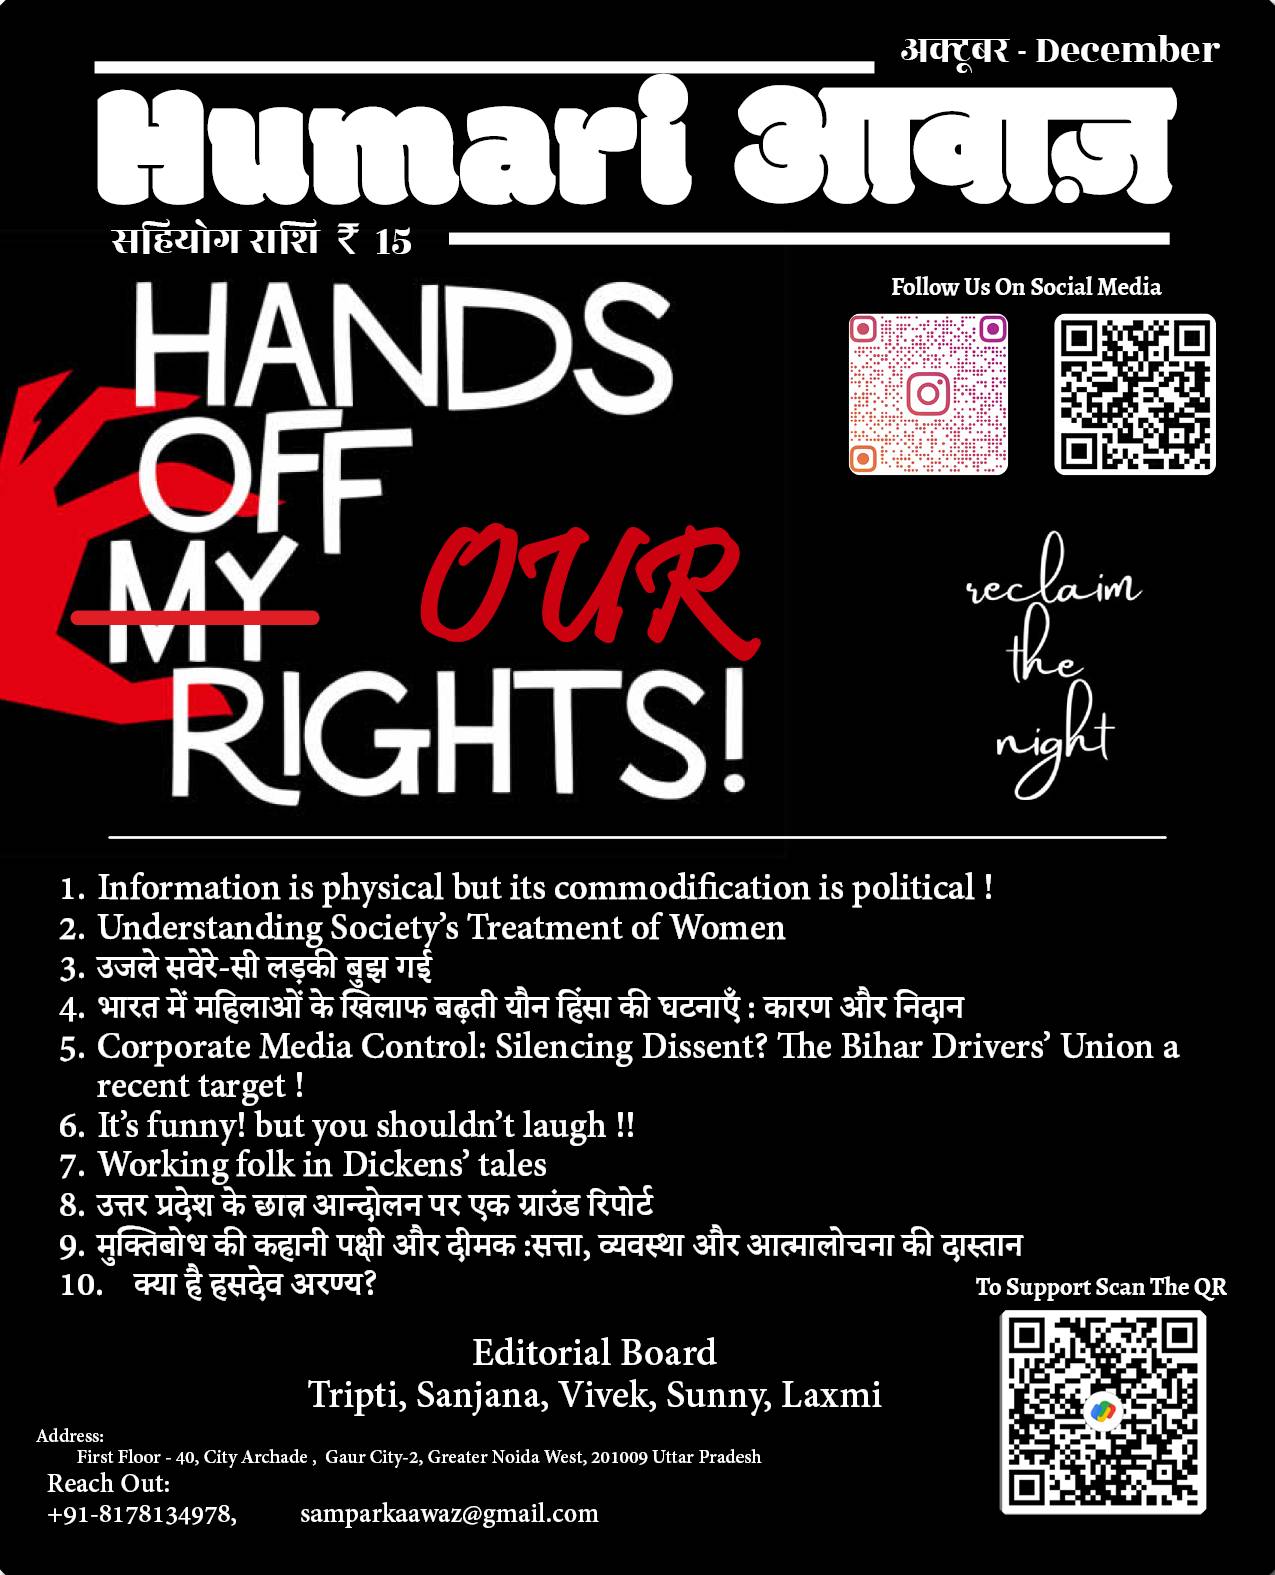 अक्टूबर - December
Humari आवाज़
सहियोग राशि ₹ 15
HANDS
OFF
MY OUR
RIGHTS!
Follow Us On Social Media
reclaim
the
night
1. Information is physical but its commodification is political !
2. Understanding Society’s Treatment of Women
3. उजले सवेरे-सी लड़की बुझ गई
4. भारत में महिलाओं के खिलाफ बढ़ती यौन हिंसा की घटनाएँ : कारण और निदान
5. Corporate Media Control: Silencing Dissent? The Bihar Drivers’ Union a
recent target !
6. It’s funny! but you shouldn’t laugh !!
7. Working folk in Dickens’ tales
8. उत्तर प्रदेश के छात्र आन्दोलन पर एक ग्राउंड रिपोर्ट
9. मुक्तिबोध की कहानी पक्षी और दीमक :सत्ता, व्यवस्था और आत्मालोचना की दास्तान
10. क्या है हसदेव अरण्य?
To Support Scan The QR
Editorial Board
Tripti, Sanjana, Vivek, Sunny, Laxmi
Address:
First Floor - 40, City Archade , Gaur City-2, Greater Noida West, 201009 Uttar Pradesh
Reach Out:
+91-8178134978, samparkaawaz@gmail.com